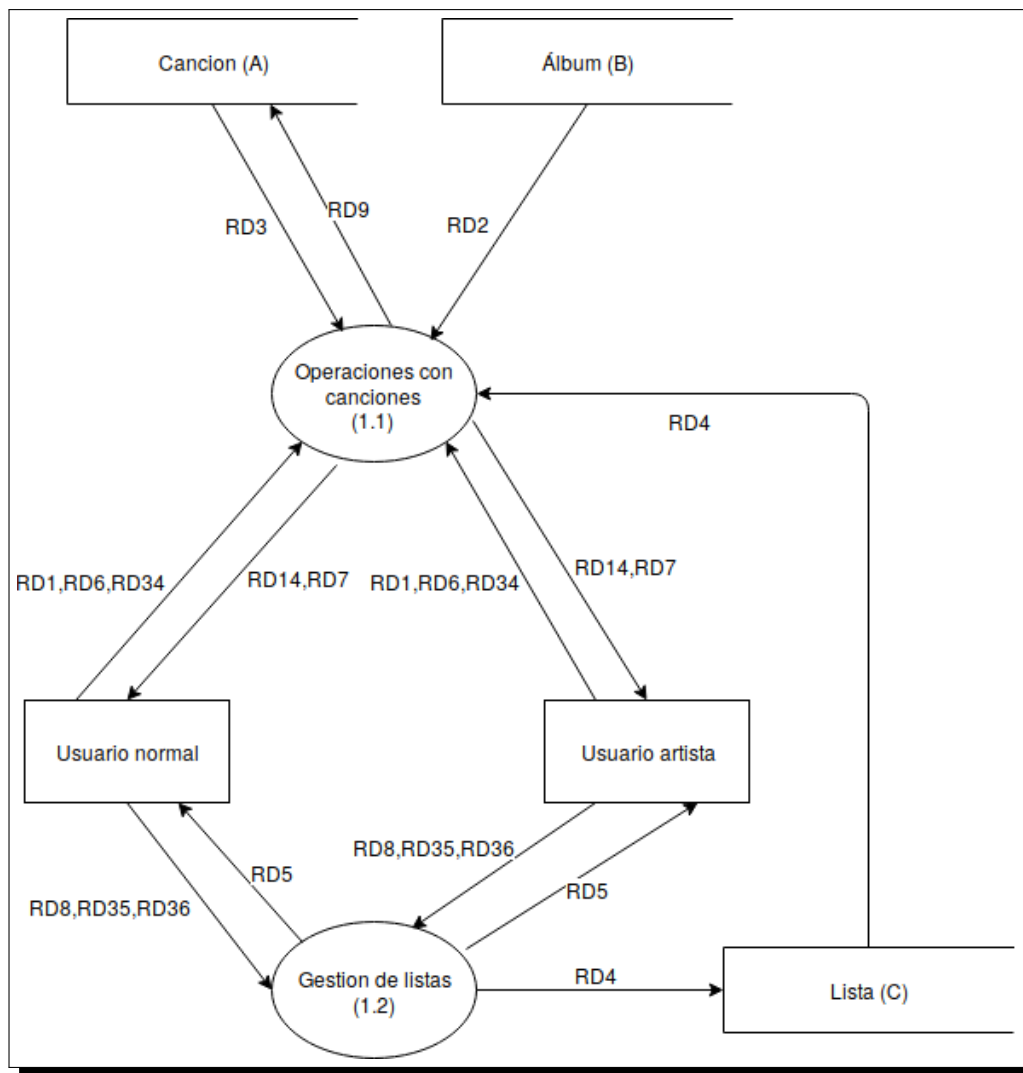 Cancion (A)
Álbum (B)
RD3
RD9
RD2
Operaciones con
canciones
(1.1)
RD4
RD1,RD6,RD34
RD14,RD7
RD1,RD6,RD34
RD14,RD7
Usuario normal
Usuario artista
RD8,RD35,RD36
RD5
RD8,RD35,RD36
RD5
Gestion de listas
(1.2)
RD4
Lista (C)